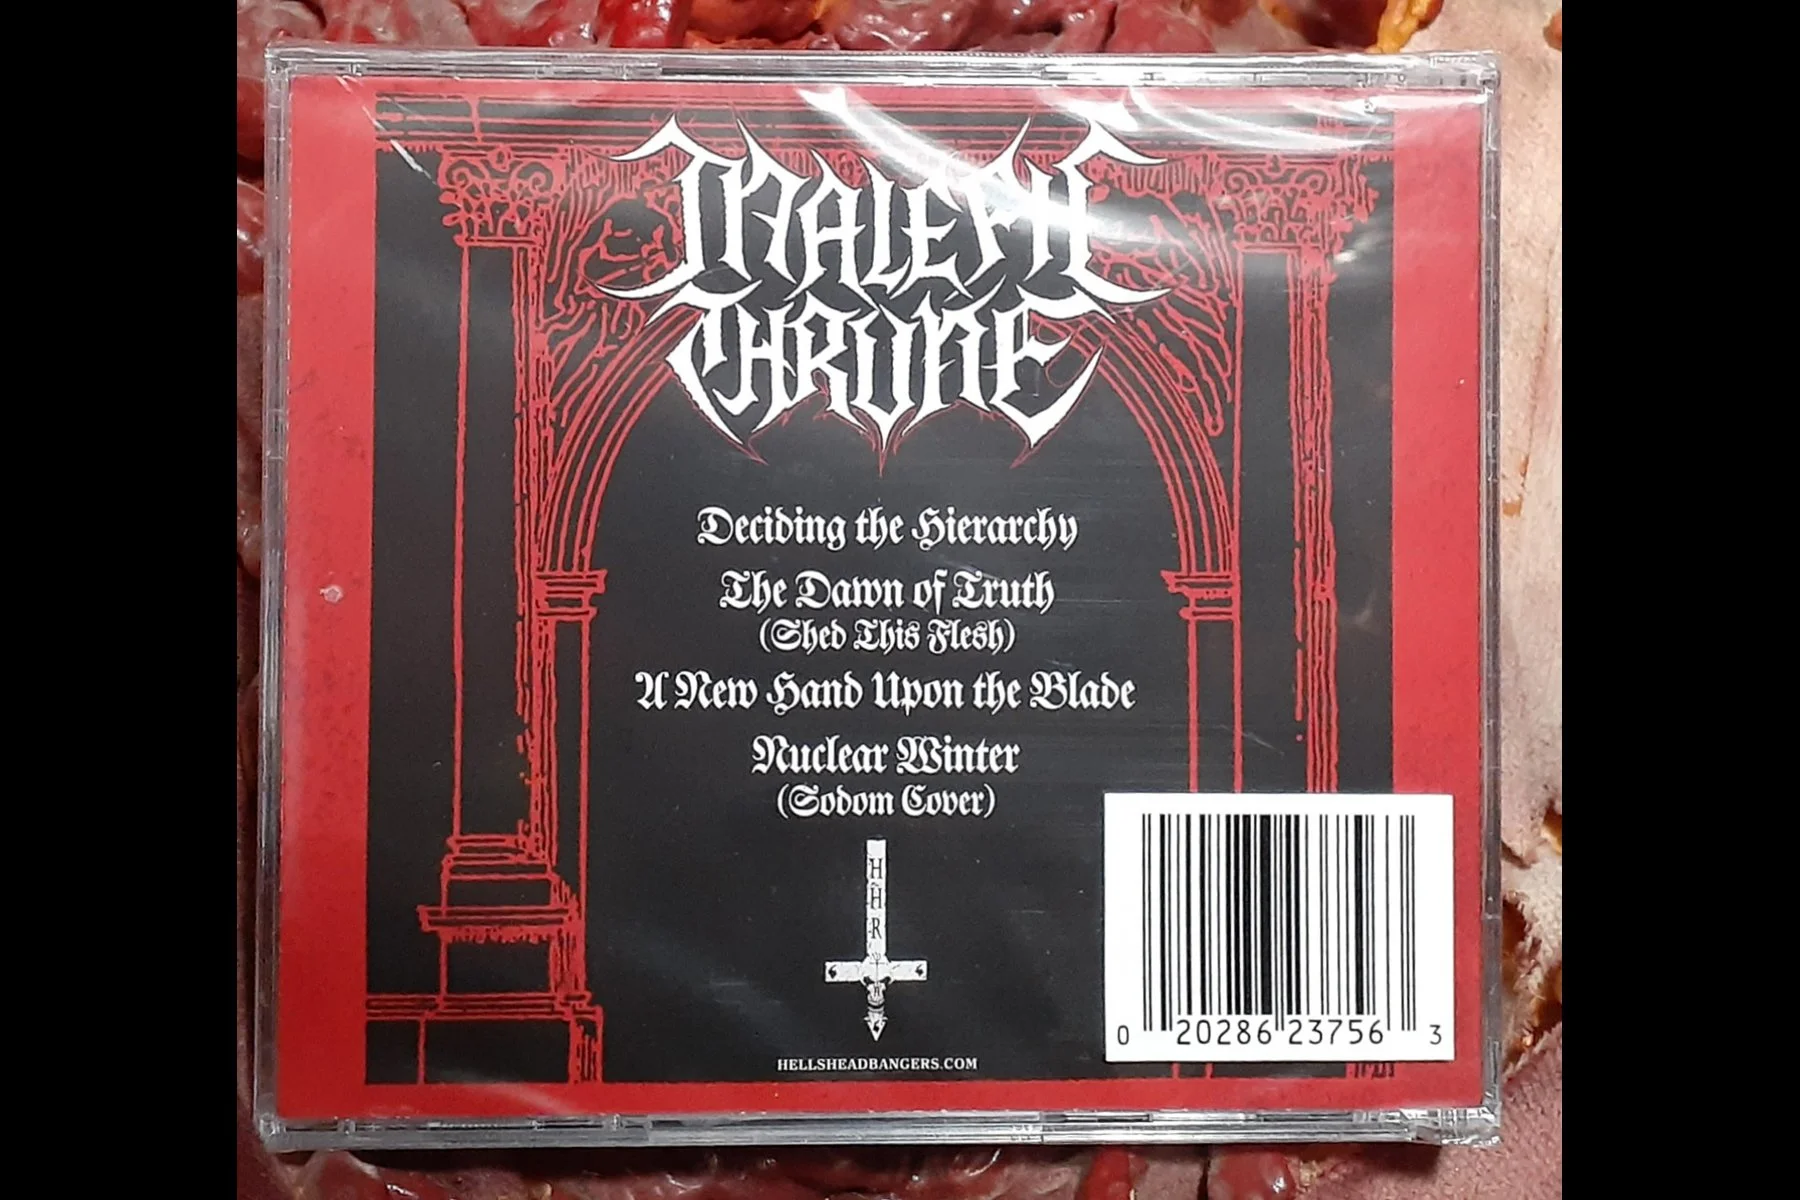 MALEFIC
THRONE
Deciding the Hierarchy
The Dawn of Truth
(Shed This Flesh)
A New Hand Upon the Blade
Nuclear Winter
(Sodom Cover)
H
H
R
HELLSHEADBANGERS.COM
0 20286 23756 3